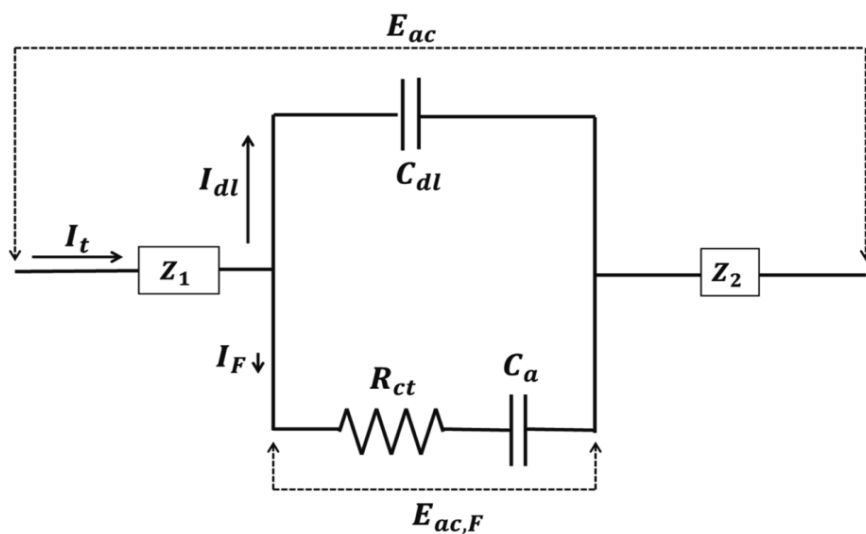 E_ac
C_dl
I_dl
I_t
Z_1
Z_2
I_F
R_ct
C_a
E_ac,F